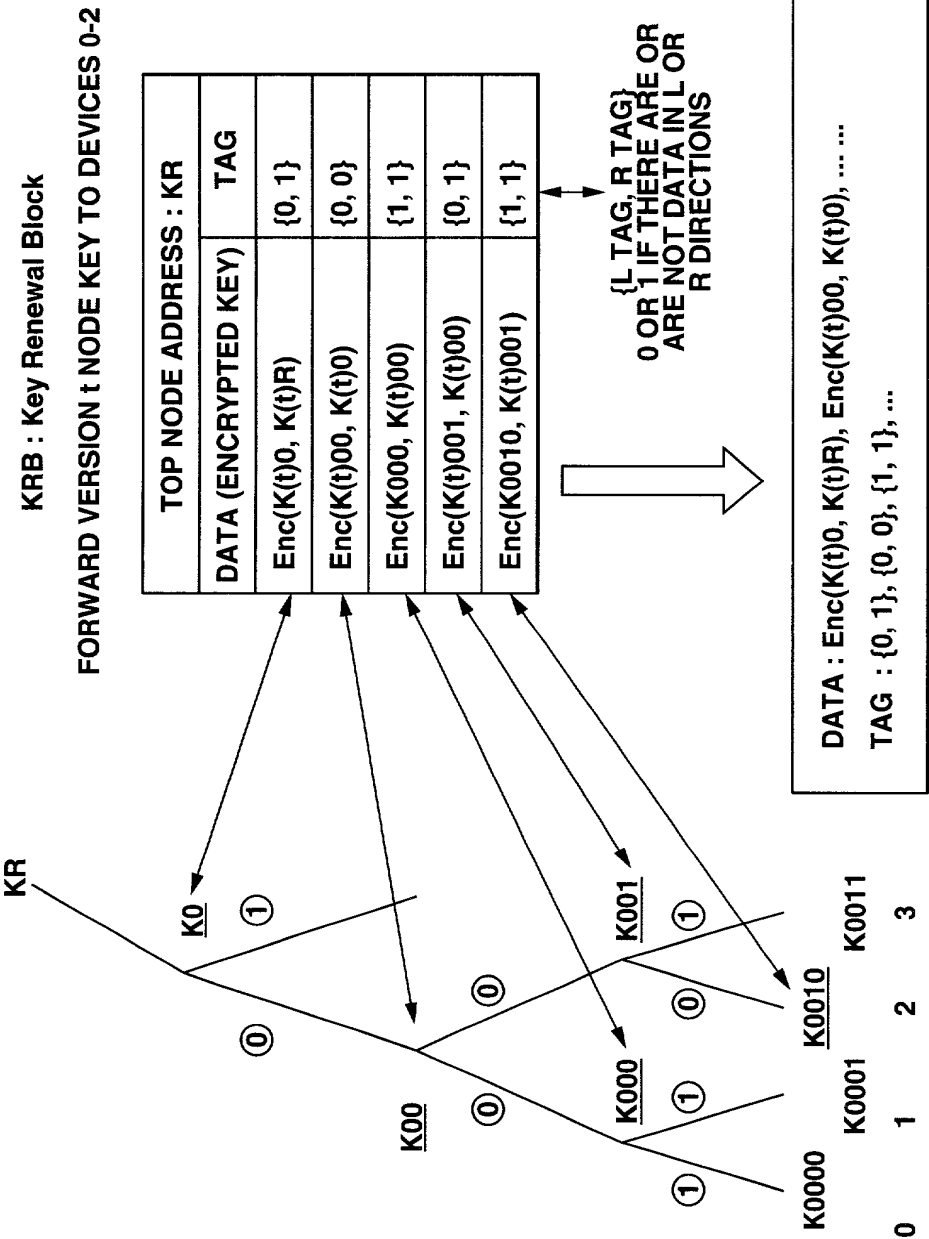 KRB : Key Renewal Block
FORWARD VERSION t NODE KEY TO DEVICES 0-2
TOP NODE ADDRESS : KR
DATA (ENCRYPTED KEY) TAG
Enc(K(t)0, K(t)R) {0, 1}
Enc(K(t)00, K(t)0) {0, 0}
Enc(K000, K(t)00) {1, 1}
Enc(K(t)001, K(t)00) {0, 1}
Enc(K0010, K(t)001) {1, 1}
{L TAG, R TAG}
0 OR 1 IF THERE ARE OR
ARE NOT DATA IN L OR
R DIRECTIONS
DATA : Enc(K(t)0, K(t)R), Enc(K(t)00, K(t)0), ... ...
TAG : {0, 1}, {0, 0}, {1, 1}, ...
KR
K0
0 1
K00
0 0
K000 K001
1 1 0 1
K0000 K0001 K0010 K0011
0 1 2 3